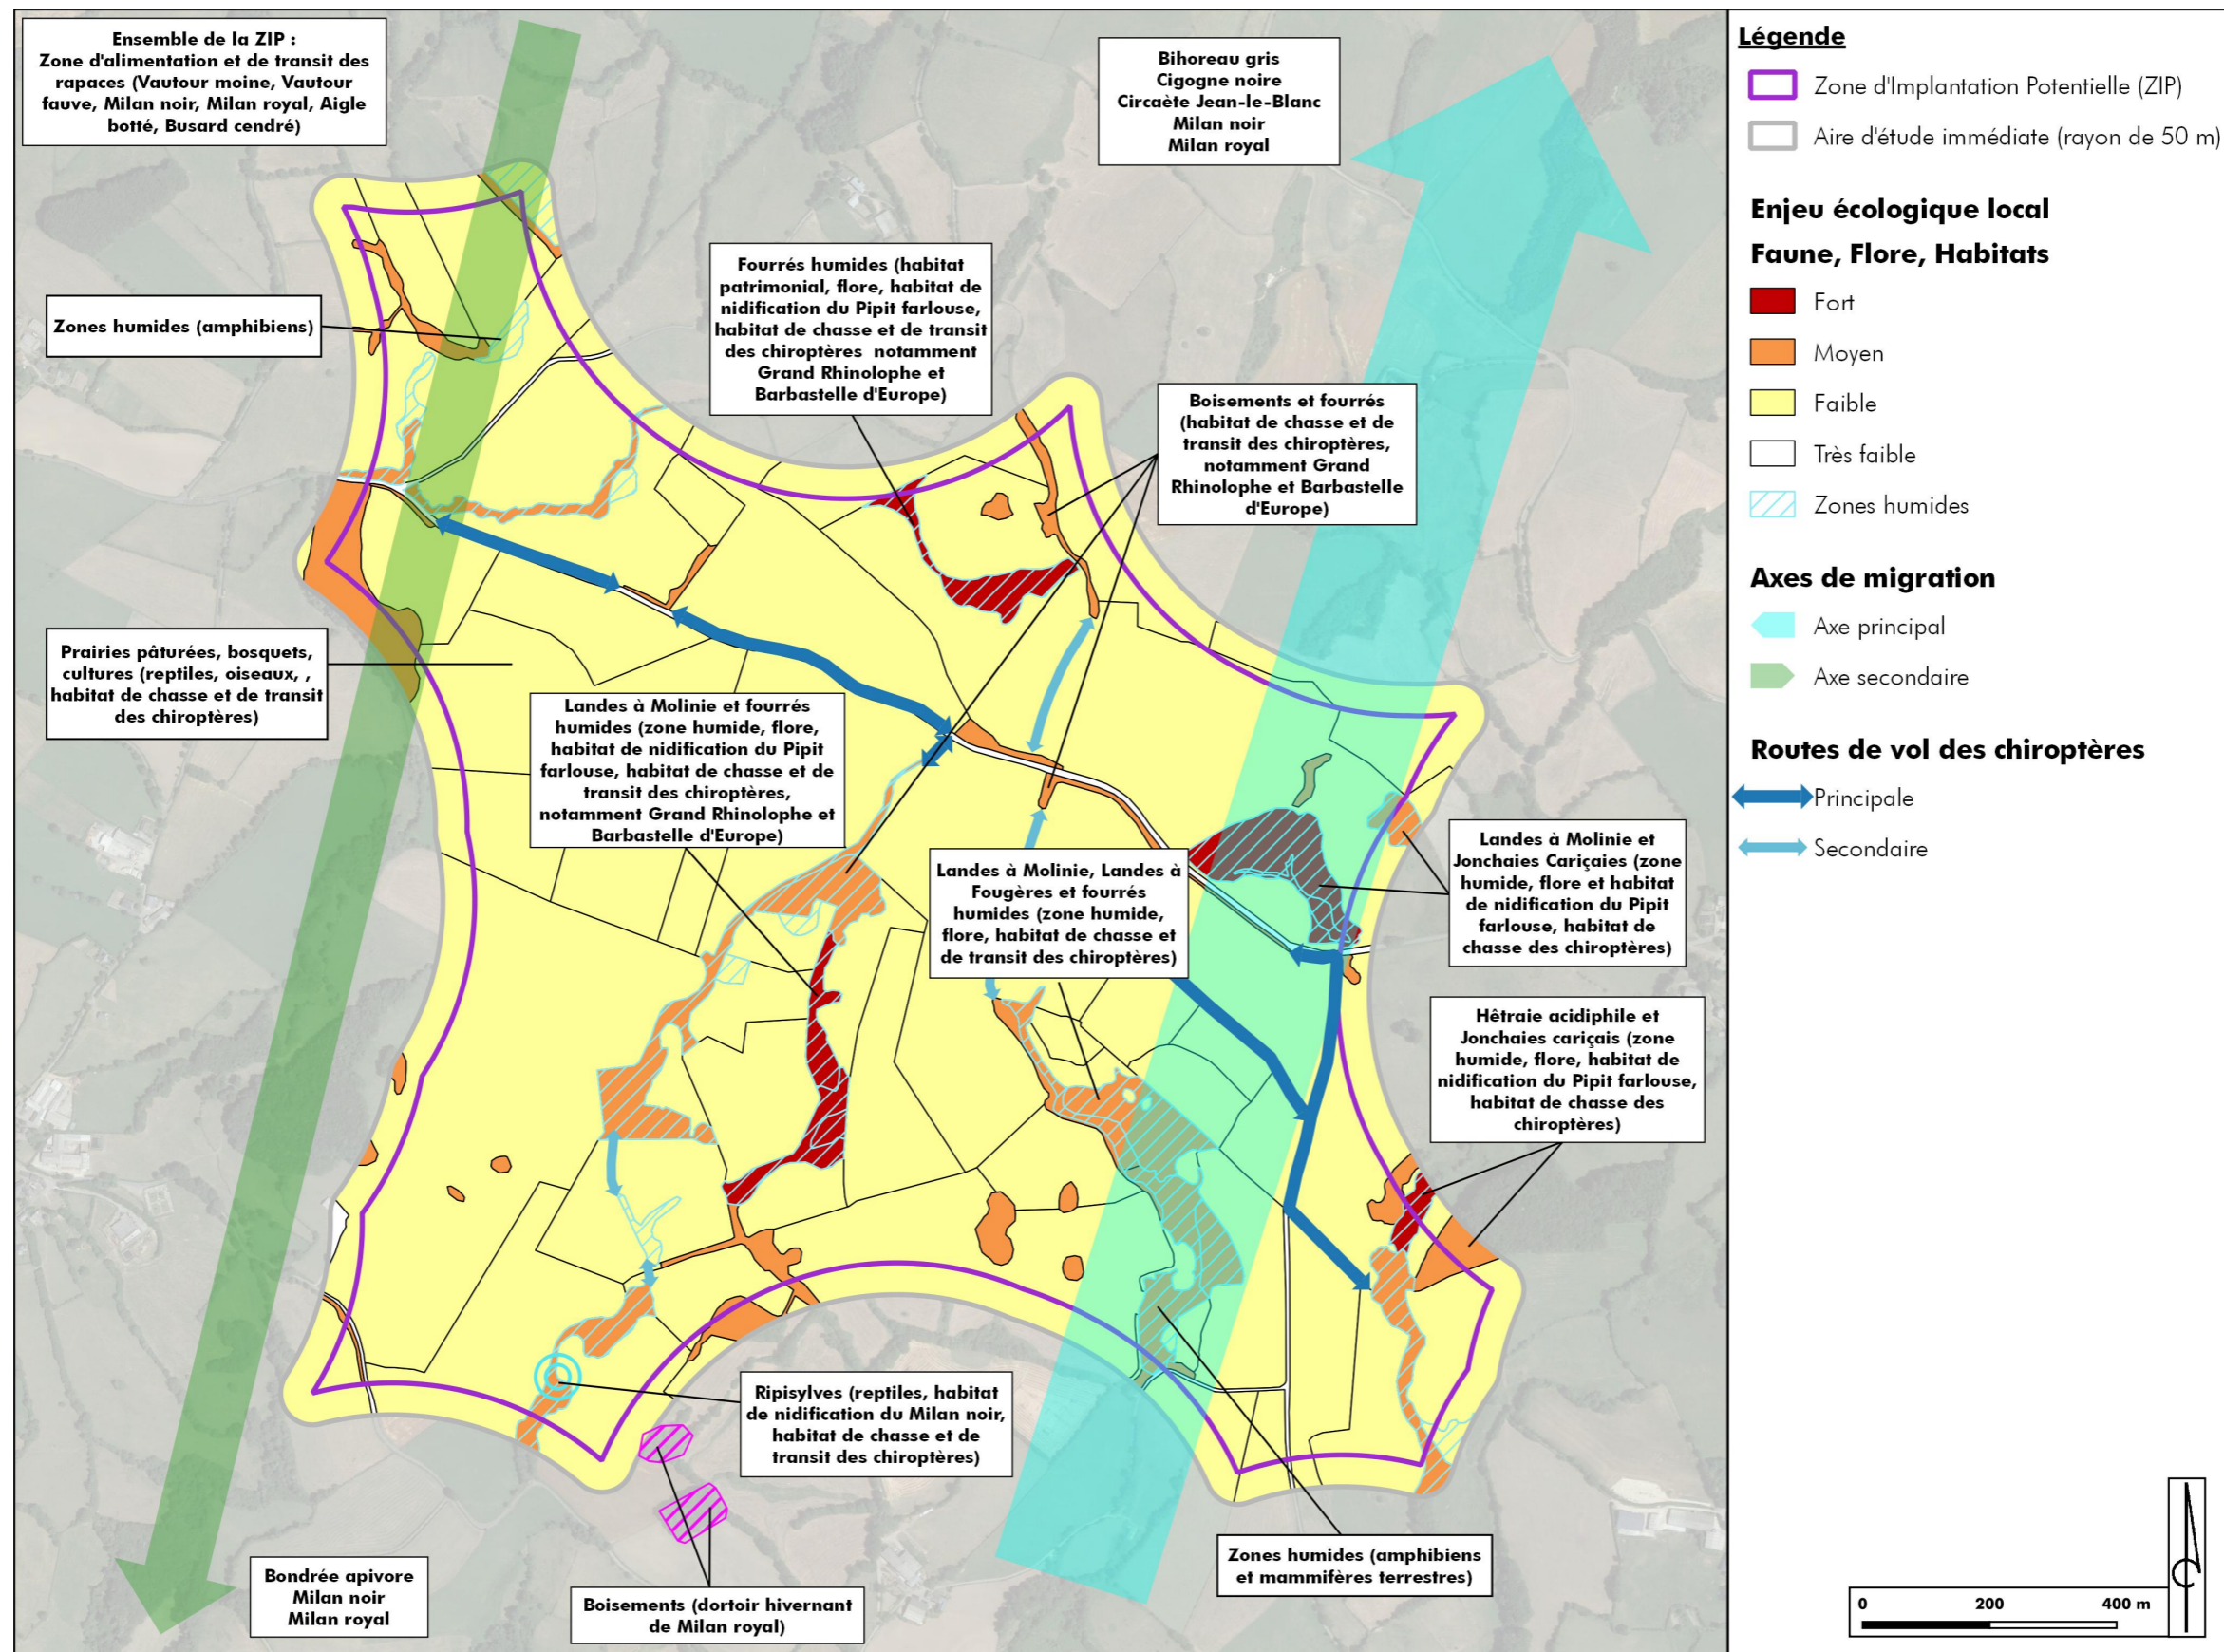 Ensemble de la ZIP :
Zone d'alimentation et de transit des
rapaces (Vautour moine, Vautour
fauve, Milan noir, Milan royal, Aigle
botté, Busard cendré)
Bihoreau gris
Cigogne noire
Circaète Jean-le-Blanc
Milan noir
Milan royal
Zones humides (amphibiens)
Fourrés humides (habitat
patrimonial, flore, habitat de
nidification du Pipit farlouse,
habitat de chasse et de transit
des chiroptères notamment
Grand Rhinolophe et
Barbastelle d'Europe)
Boisements et fourrés
(habitat de chasse et de
transit des chiroptères,
notamment Grand
Rhinolophe et Barbastelle
d'Europe)
Prairies pâturées, bosquets,
cultures (reptiles, oiseaux, ,
habitat de chasse et de transit
des chiroptères)
Landes à Molinie et fourrés
humides (zone humide, flore,
habitat de nidification du Pipit
farlouse, habitat de chasse et de
transit des chiroptères,
notamment Grand Rhinolophe et
Barbastelle d'Europe)
Landes à Molinie, Landes à
Fougères et fourrés
humides (zone humide,
flore, habitat de chasse et
de transit des chiroptères)
Landes à Molinie et
Jonchaies Cariçaies (zone
humide, flore et habitat
de nidification du Pipit
farlouse, habitat de
chasse des chiroptères)
Hêtraie acidiphile et
Jonchaies cariçais (zone
humide, flore, habitat de
nidification du Pipit farlouse,
habitat de chasse des
chiroptères)
Ripisylves (reptiles, habitat
de nidification du Milan noir,
habitat de chasse et de
transit des chiroptères)
Zones humides (amphibiens
et mammifères terrestres)
Bondrée apivore
Milan noir
Milan royal
Boisements (dortoir hivernant
de Milan royal)
Légende
Zone d'Implantation Potentielle (ZIP)
Aire d'étude immédiate (rayon de 50 m)
Enjeu écologique local
Faune, Flore, Habitats
Fort
Moyen
Faible
Très faible
Zones humides
Axes de migration
Axe principal
Axe secondaire
Routes de vol des chiroptères
Principale
Secondaire
0 200 400 m